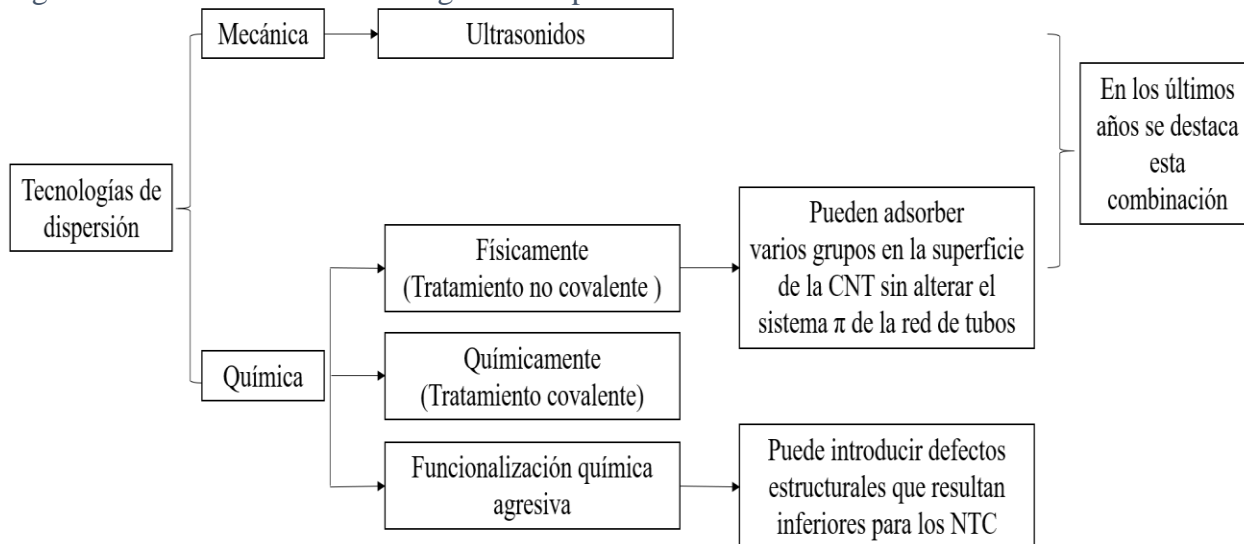 Mecánica
Ultrasonidos
En los últimos
años se destaca
esta
combinación
Tecnologías de
dispersión
Físicamente
(Tratamiento no covalente )
Pueden adsorber
varios grupos en la superficie
de la CNT sin alterar el
sistema π de la red de tubos
Química
Químicamente
(Tratamiento covalente)
Funcionalización química
agresiva
Puede introducir defectos
estructurales que resultan
inferiores para los NTC